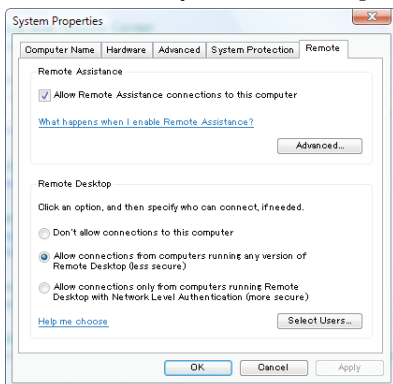 System Properties
Computer Name Hardware Advanced System Protection Remote
Remote Assistance
Allow Remote Assistance connections to this computer
What happens when I enable Remote Assistance?
Advanced...
Remote Desktop
Click an option, and then specify who can connect, if needed.
Don't allow connections to this computer
Allow connections from computers running any version of
Remote Desktop (less secure)
Allow connections only from computers running Remote
Desktop with Network Level Authentication (more secure)
Help me choose
Select Users...
OK Cancel Apply